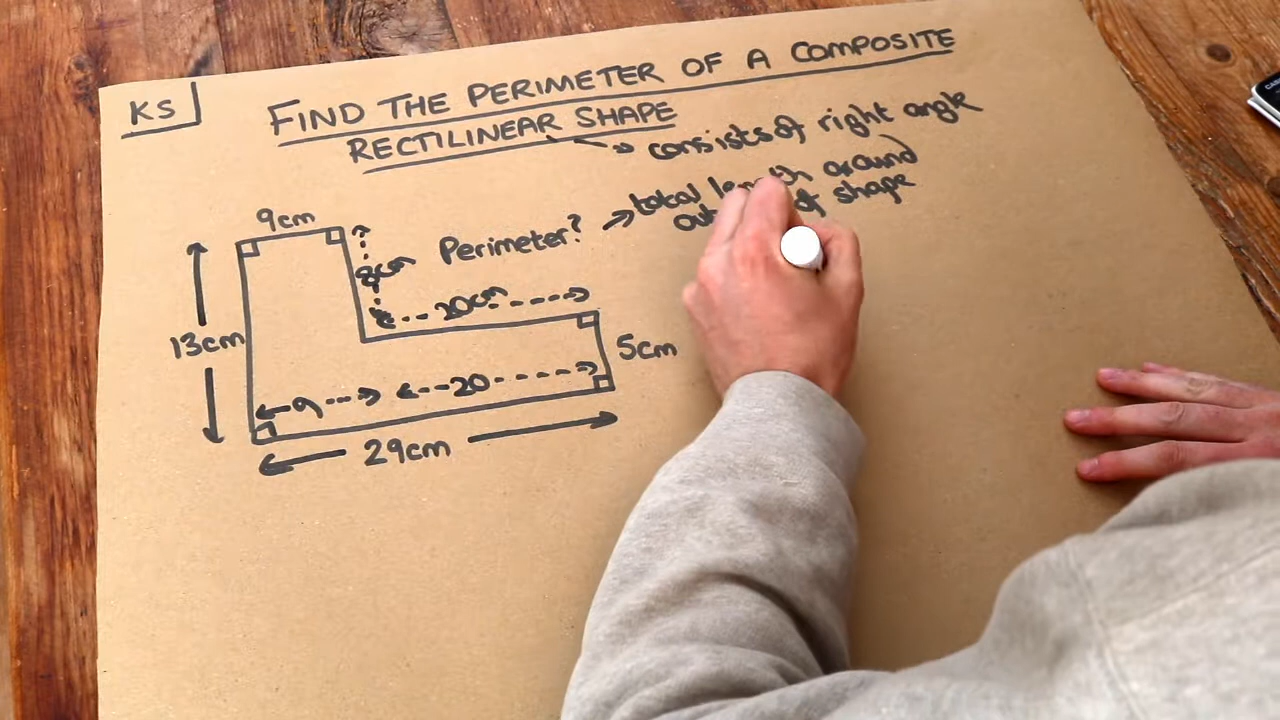 KS
FIND THE PERIMETER OF A COMPOSITE
RECTILINEAR SHAPE
consists of right angle
total length around
of shape
Perimeter?
9cm
8cm
20cm
13cm
5cm
9
20
29cm